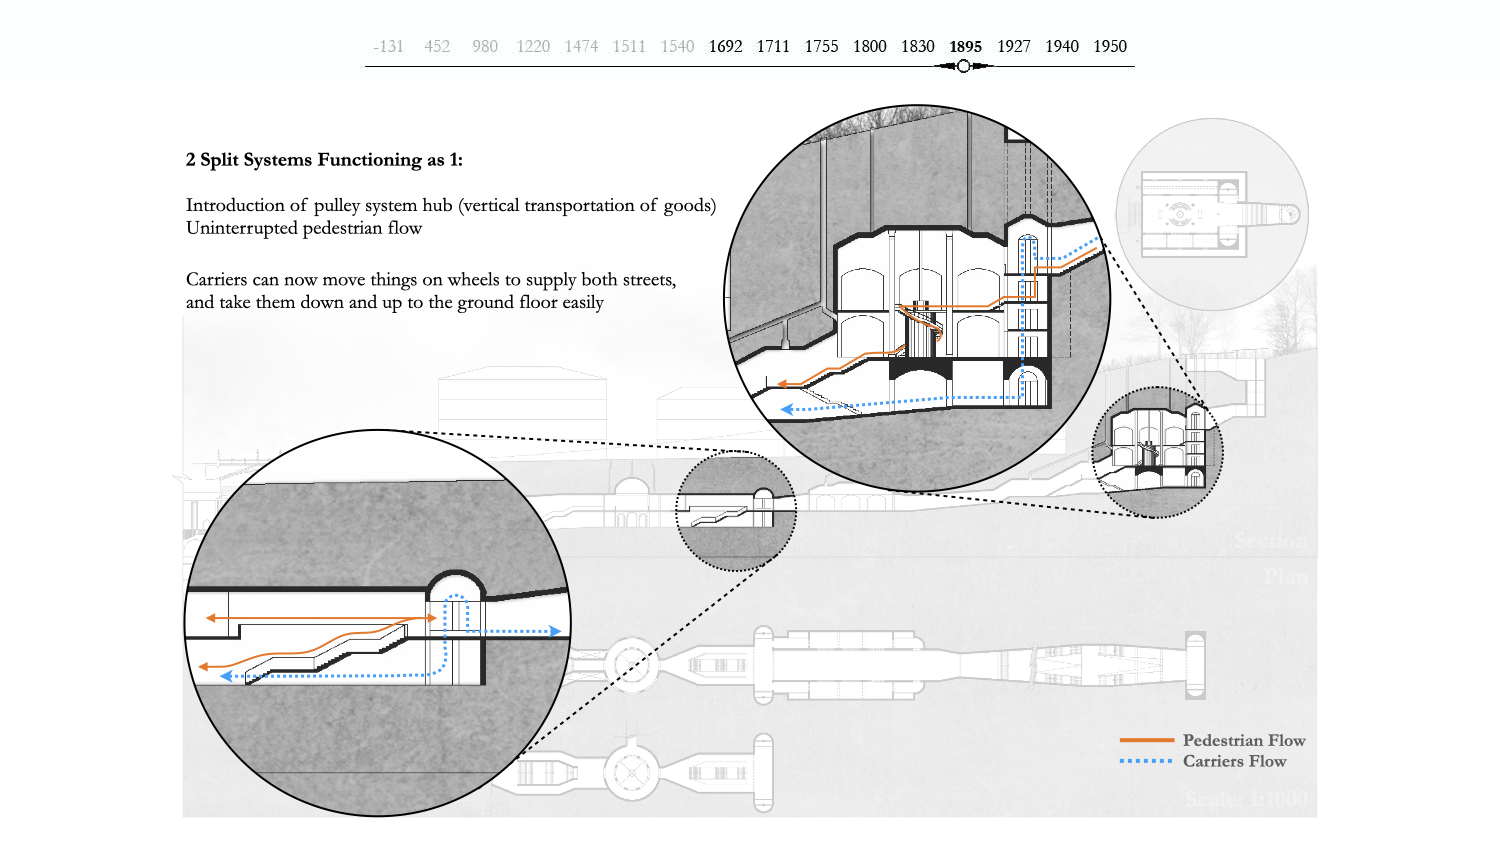 -131 452 980 1220 1474 1511 1540 1692 1711 1755 1800 1830 1895 1927 1940 1950
2 Split Systems Functioning as 1:
Introduction of pulley system hub (vertical transportation of goods)
Uninterrupted pedestrian flow
Carriers can now move things on wheels to supply both streets,
and take them down and up to the ground floor easily
Section
Plan
Pedestrian Flow
Carriers Flow
Scale: 1:1000